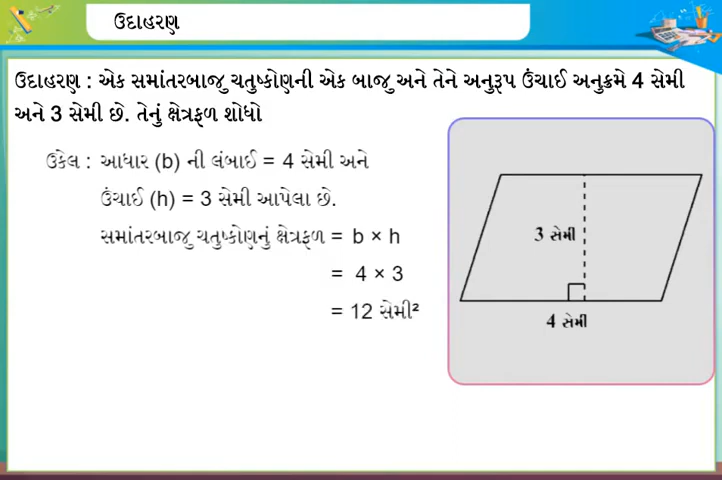 ઉદાહરણ
ઉદાહરણ : એક સમાંતરબાજુ ચતુષ્કોણની એક બાજુ અને તેને અનુરૂપ ઉંચાઈ અનુક્રમે 4 સેમી
અને 3 સેમી છે. તેનું ક્ષેત્રફળ શોધો
ઉકેલ : આધાર (b) ની લંબાઈ = 4 સેમી અને
ઉંચાઈ (h) = 3 સેમી આપેલા છે.
સમાંતરબાજુ ચતુષ્કોણનું ક્ષેત્રફળ = b × h
= 4 × 3
= 12 સેમી²
3 સેમી
4 સેમી